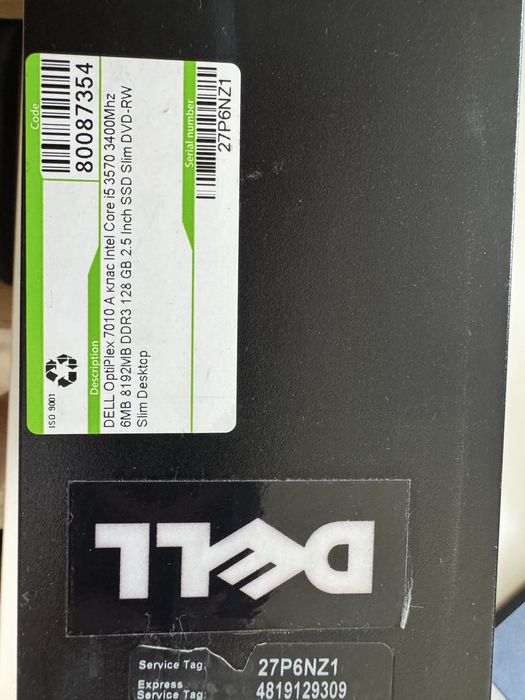 Code
80087354
Serial number
27P6NZ1
ISO 9001
Description
DELL OptiPlex 7010 А клас Intel Core i5 3570 3400Mhz
6MB 8192MB DDR3 128 GB 2.5 Inch SSD Slim DVD-RW
Slim Desktop
DELL
Service Tag:
27P6NZ1
Express
Service Tag:
4819129309